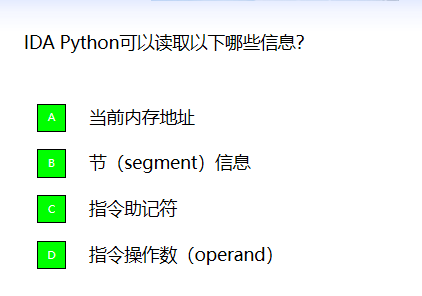 IDA Python可以读取以下哪些信息？
A 当前内存地址
B 节（segment）信息
C 指令助记符
D 指令操作数（operand）